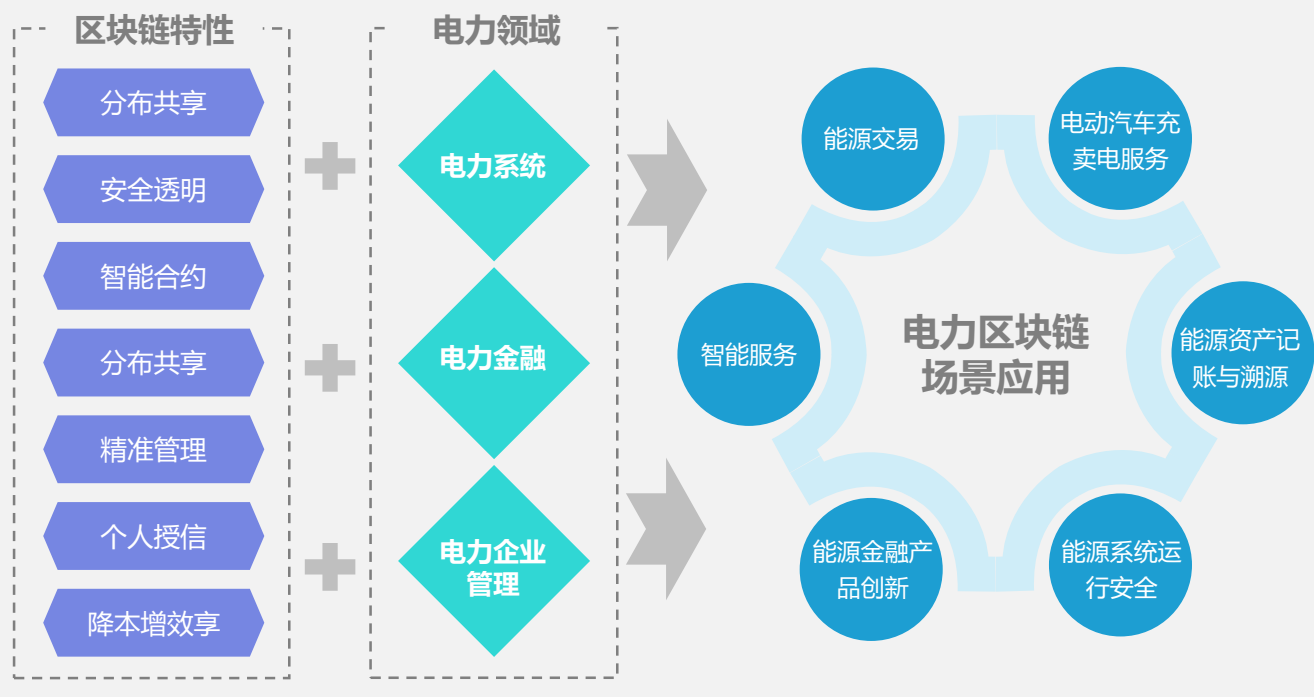 区块链特性
分布共享
安全透明
智能合约
分布共享
精准管理
个人授信
降本增效享
电力领域
电力系统
电力金融
电力企业
管理
能源交易
电动汽车充
卖电服务
智能服务
电力区块链
场景应用
能源资产记
账与溯源
能源金融产
品创新
能源系统运
行安全